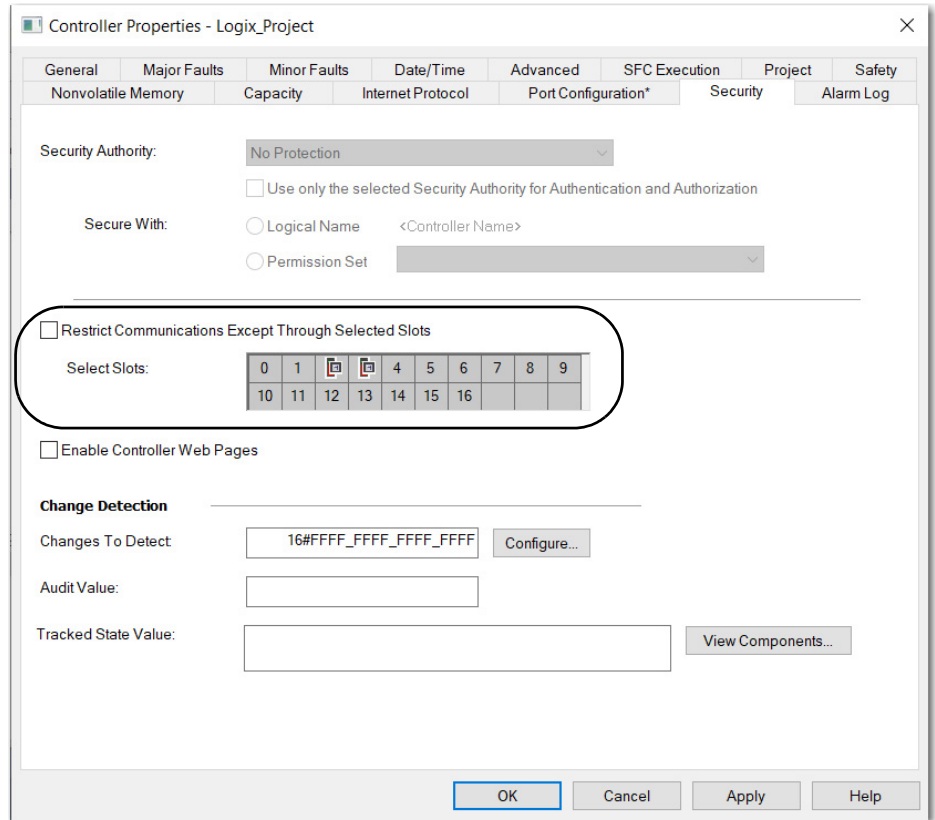 Controller Properties - Logix_Project
General Major Faults Minor Faults Date/Time Advanced SFC Execution Project Safety
Nonvolatile Memory Capacity Internet Protocol Port Configuration* Security Alarm Log
Security Authority: No Protection
Use only the selected Security Authority for Authentication and Authorization
Secure With: Logical Name <Controller Name>
Permission Set
Restrict Communications Except Through Selected Slots
Select Slots: 0 1 4 5 6 7 8 9
10 11 12 13 14 15 16
Enable Controller Web Pages
Change Detection
Changes To Detect: 16#FFFF_FFFF_FFFF_FFFF Configure...
Audit Value:
Tracked State Value: View Components...
OK Cancel Apply Help